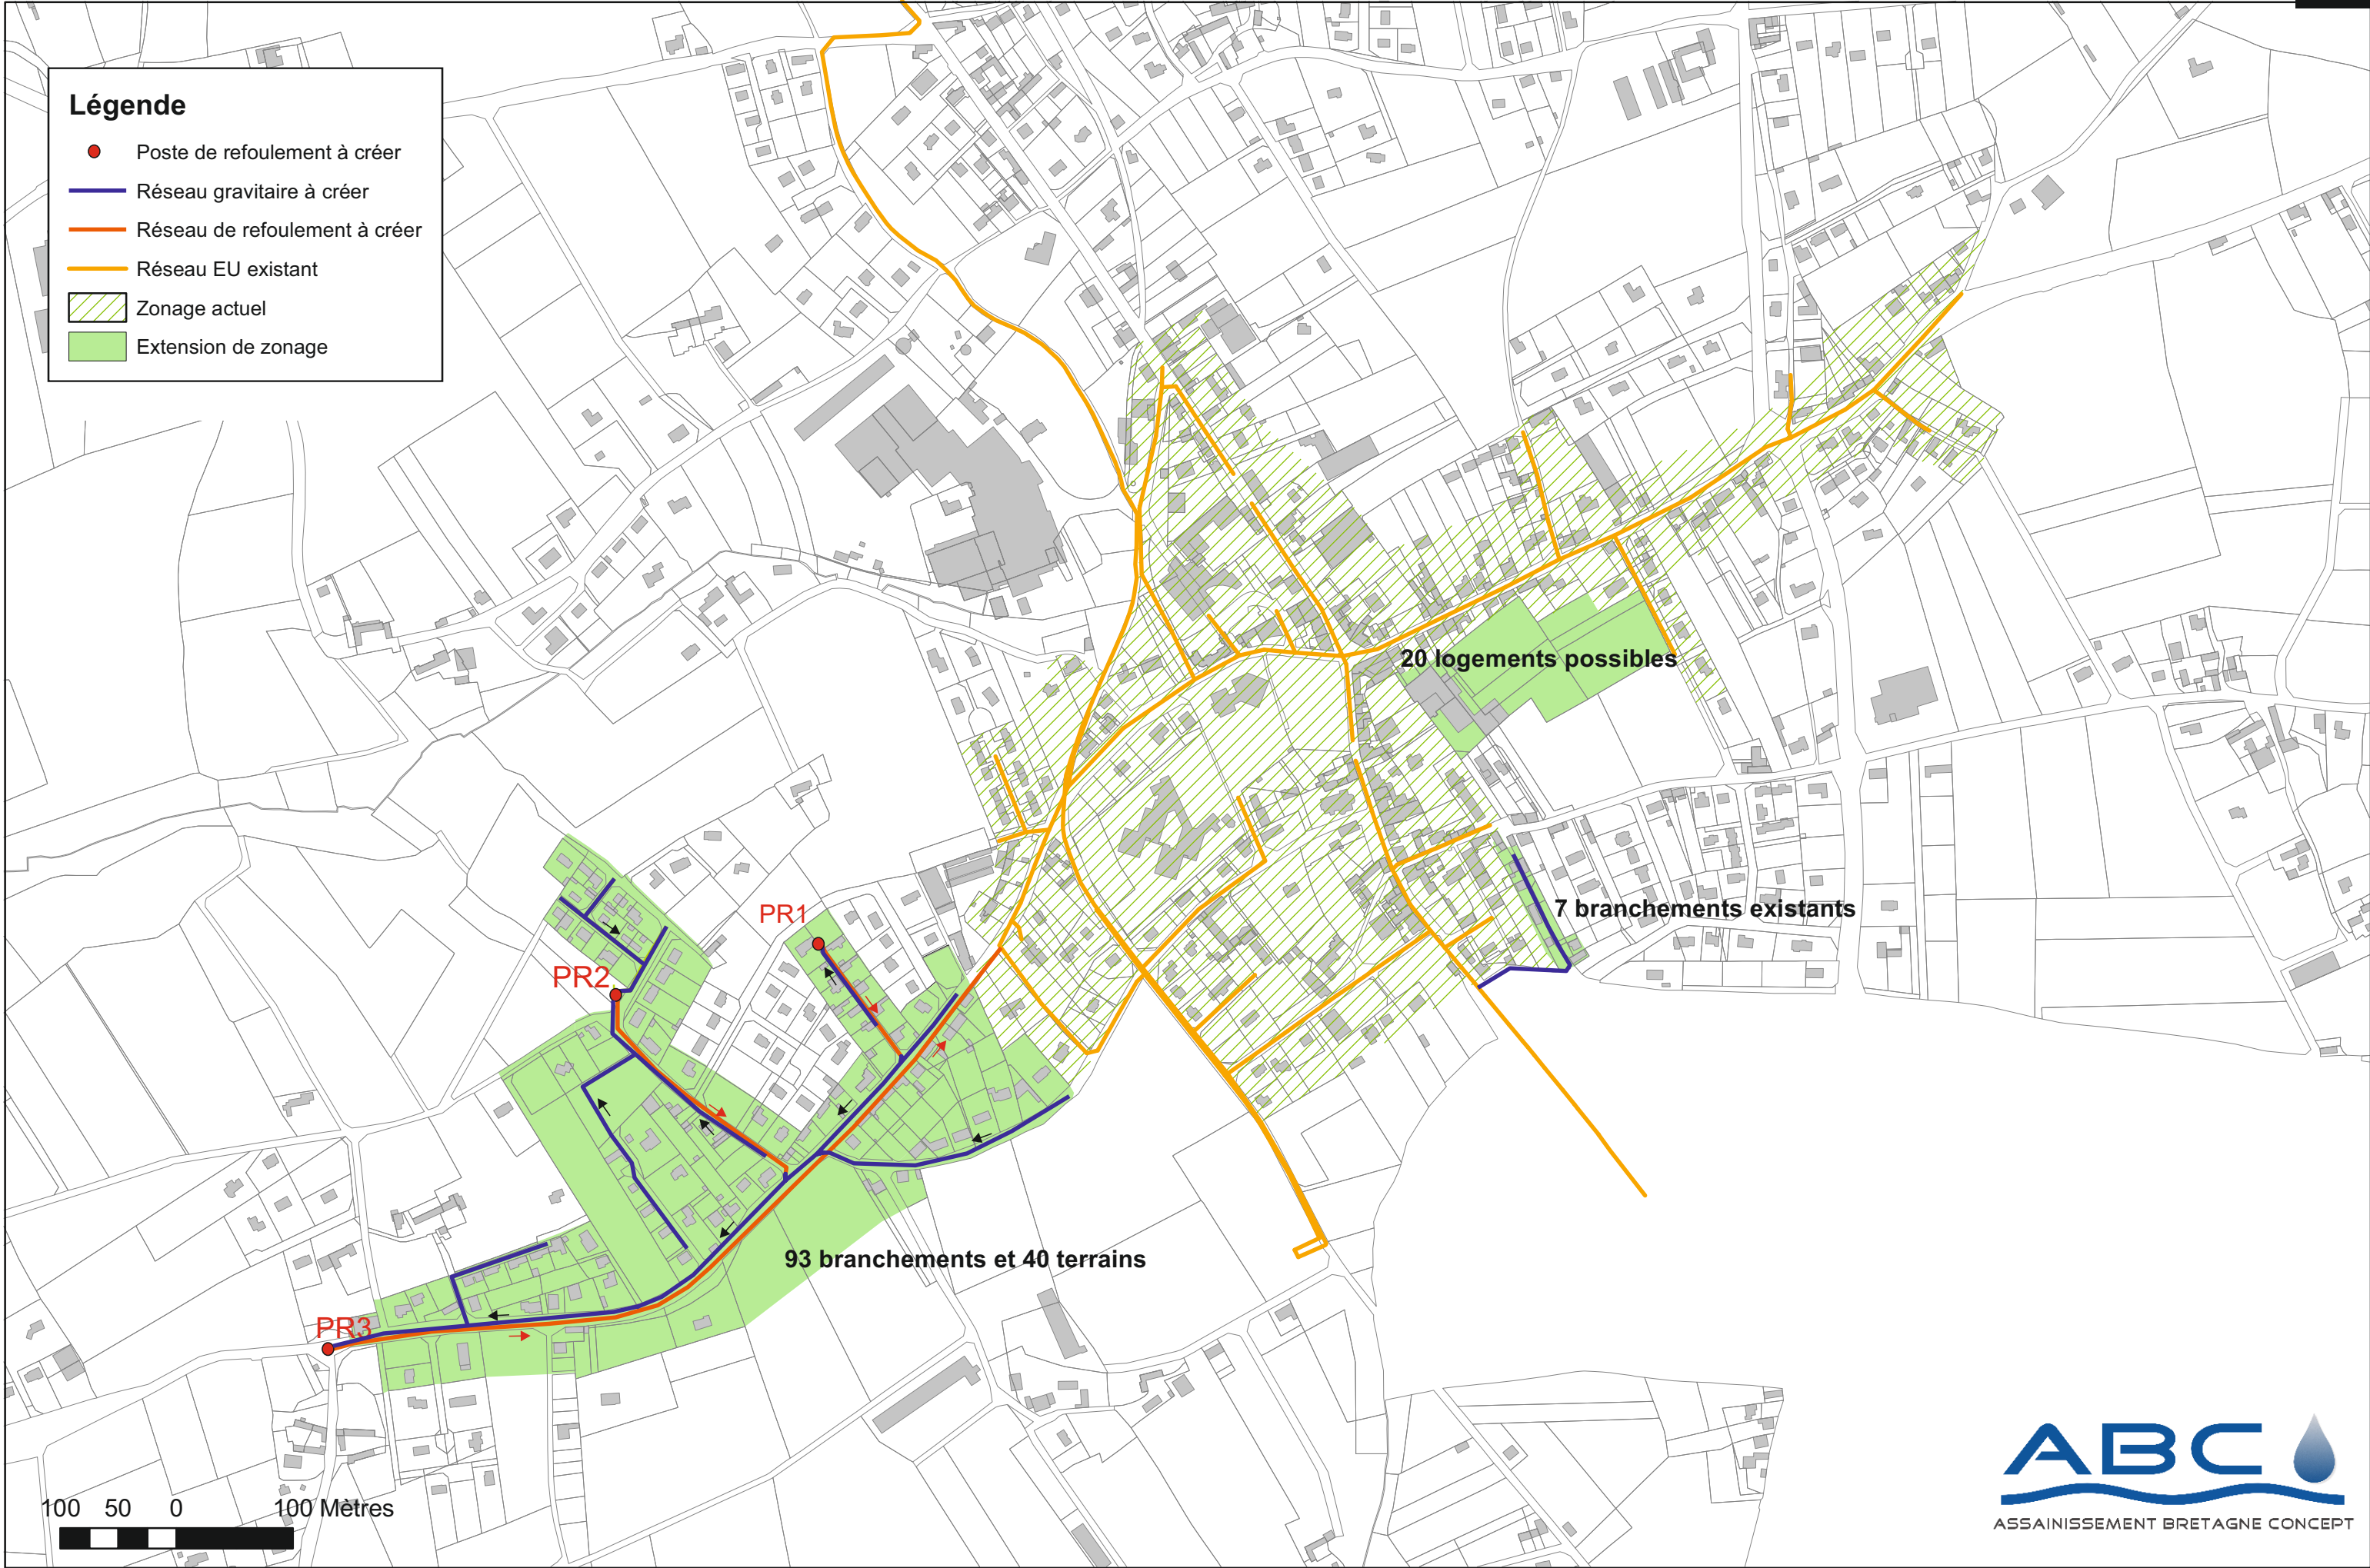 Légende
Poste de refoulement à créer
Réseau gravitaire à créer
Réseau de refoulement à créer
Réseau EU existant
Zonage actuel
Extension de zonage
20 logements possibles
7 branchements existants
PR1
PR2
93 branchements et 40 terrains
PR3
100 50 0 100 Mètres
ABC
ASSAINISSEMENT BRETAGNE CONCEPT